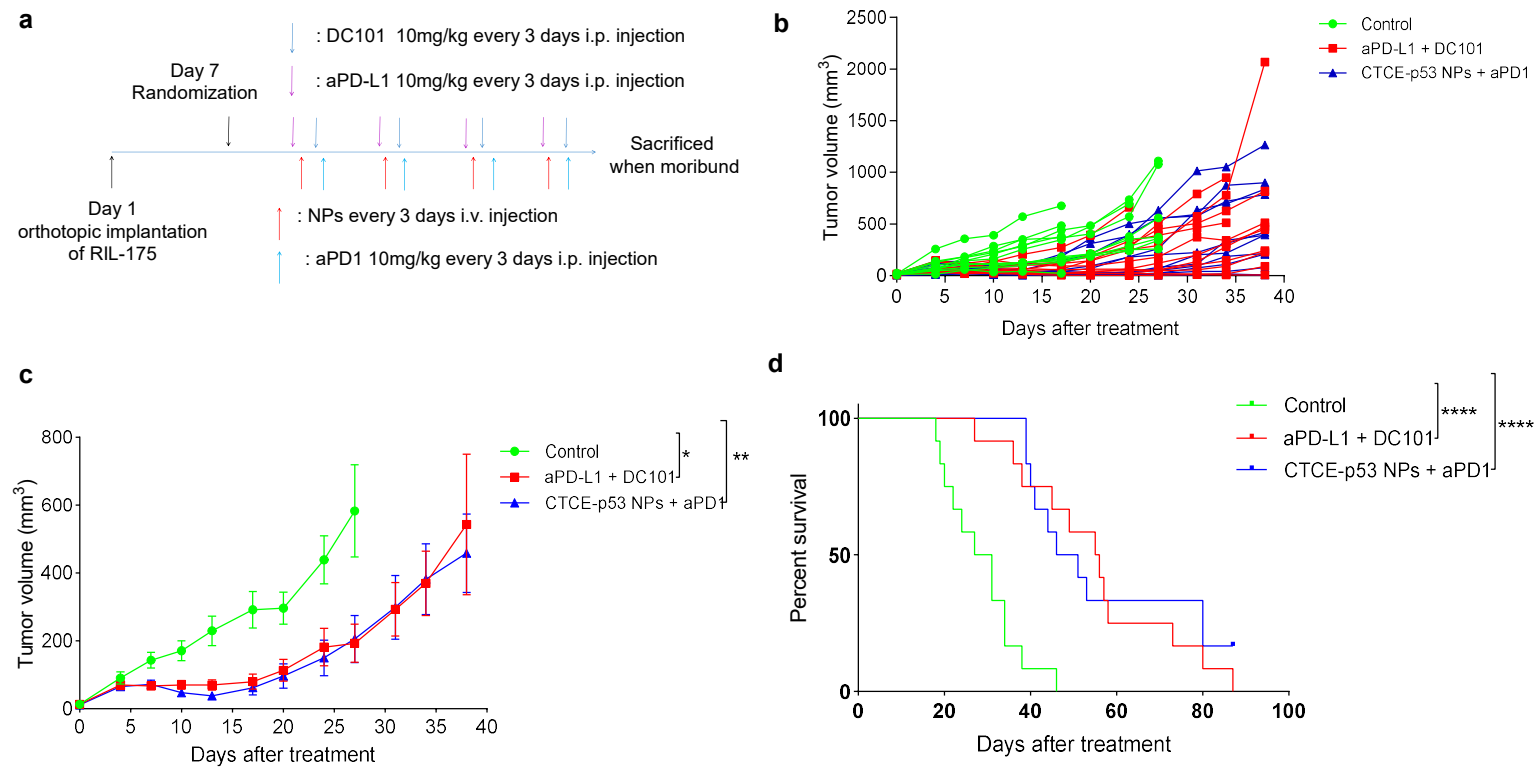 a
: DC101 10mg/kg every 3 days i.p. injection
Day 7
Randomization
: aPD-L1 10mg/kg every 3 days i.p. injection
Sacrificed
when moribund
Day 1
orthotopic implantation
of RIL-175
: NPs every 3 days i.v. injection
: aPD1 10mg/kg every 3 days i.p. injection
b
Tumor volume (mm3)
2500
2000
1500
1000
500
0
0 5 10 15 20 25 30 35 40
Days after treatment
Control
aPD-L1 + DC101
CTCE-p53 NPs + aPD1
c
Tumor volume (mm3)
800
600
400
200
0
0 5 10 15 20 25 30 35 40
Days after treatment
Control
aPD-L1 + DC101
CTCE-p53 NPs + aPD1
*
**
d
Percent survival
100
50
0
0 20 40 60 80 100
Days after treatment
Control
aPD-L1 + DC101
CTCE-p53 NPs + aPD1
****
****